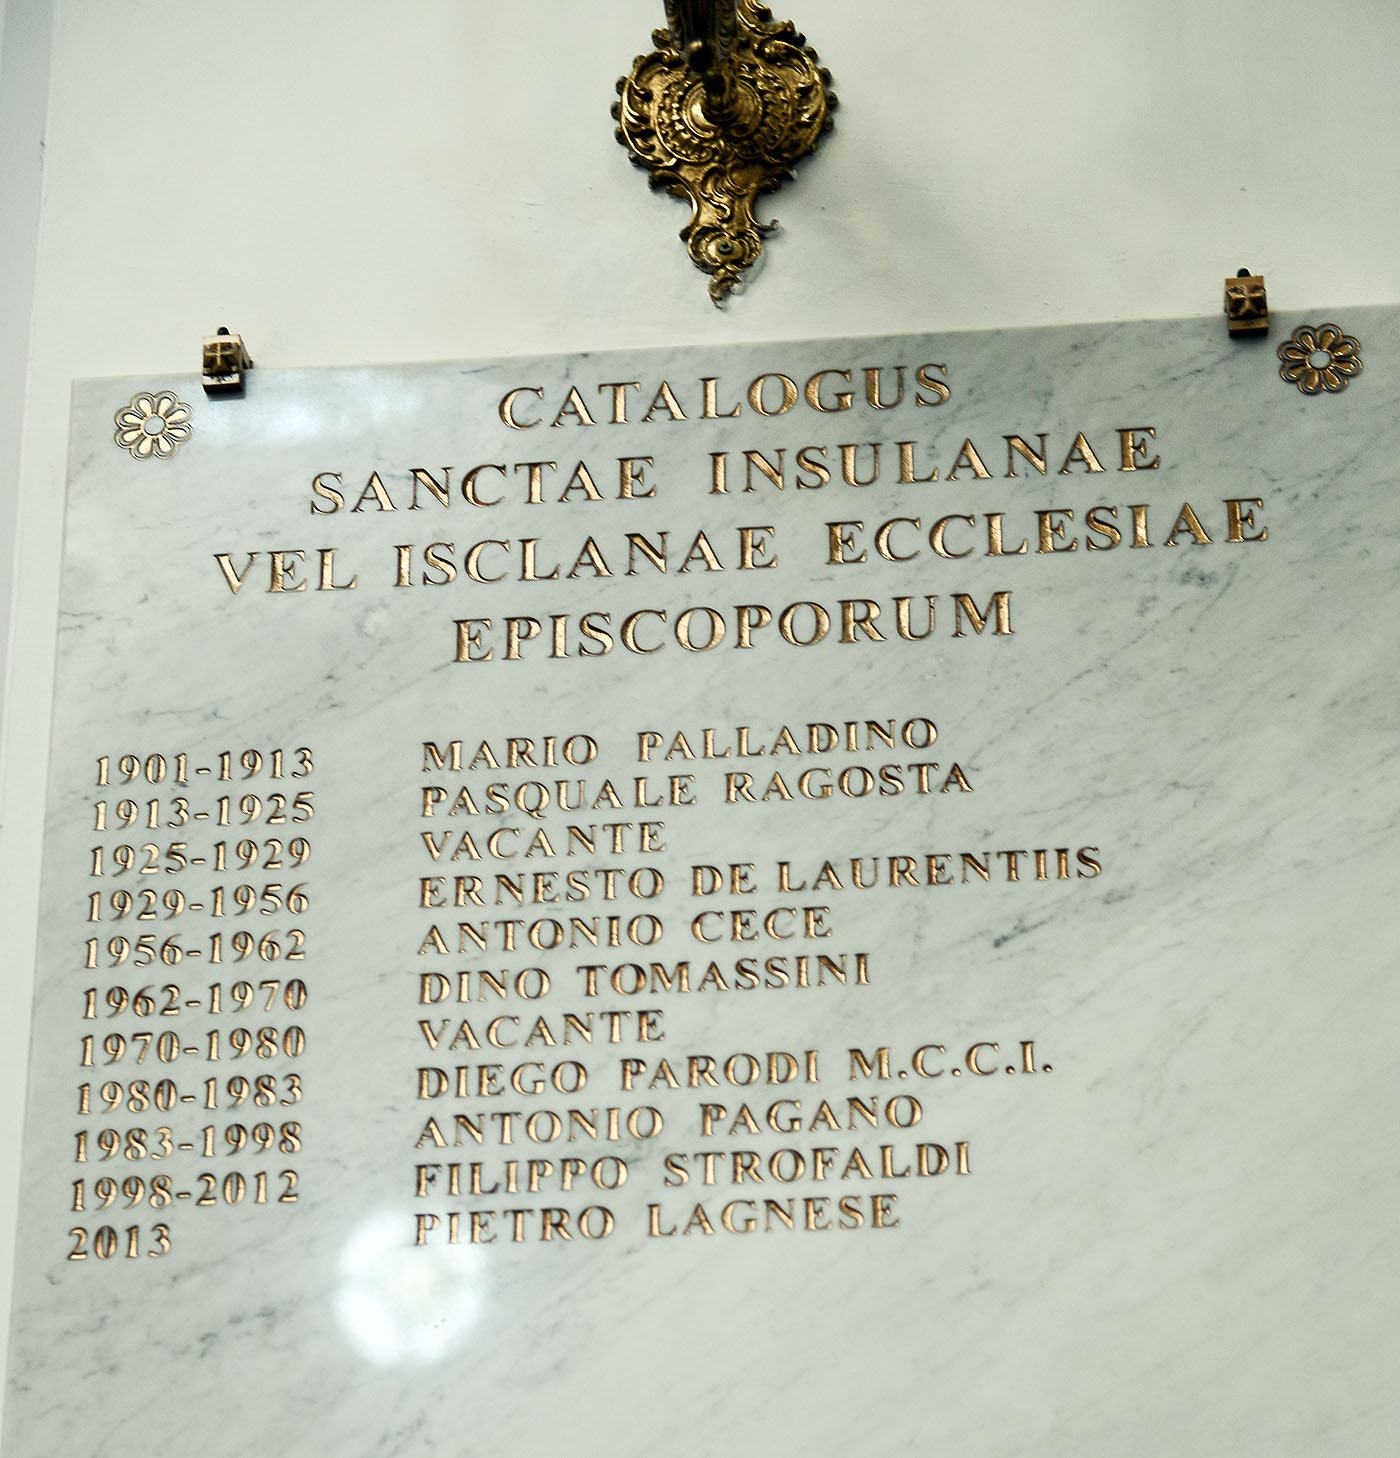 CATALOGUS
SANCTAE INSULANAE
VEL ISCLANAE ECCLESIAE
EPISCOPORUM
1901-1913 MARIO PALLADINO
1913-1925 PASQUALE RAGOSTA
1925-1929 VACANTE
1929-1956 ERNESTO DE LAURENTIIS
1956-1962 ANTONIO CECE
1962-1970 DINO TOMASSINI
1970-1980 VACANTE
1980-1983 DIEGO PARODI M.C.C.I.
1983-1998 ANTONIO PAGANO
1998-2012 FILIPPO STROFALDI
2013 PIETRO LAGNESE